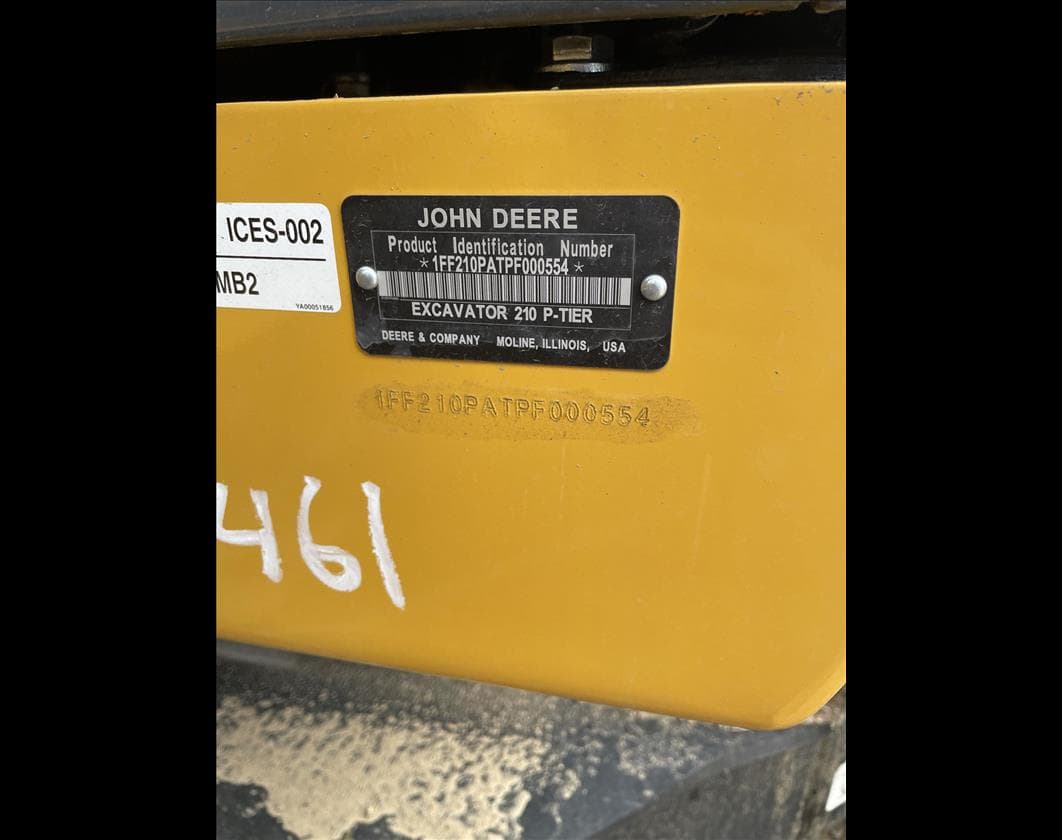 ICES-002
MB2
YA00051856
JOHN DEERE
Product Identification Number
*1FF210PATPF000554*
EXCAVATOR 210 P-TIER
DEERE & COMPANY MOLINE, ILLINOIS, USA
1FF210PATPF000554
461